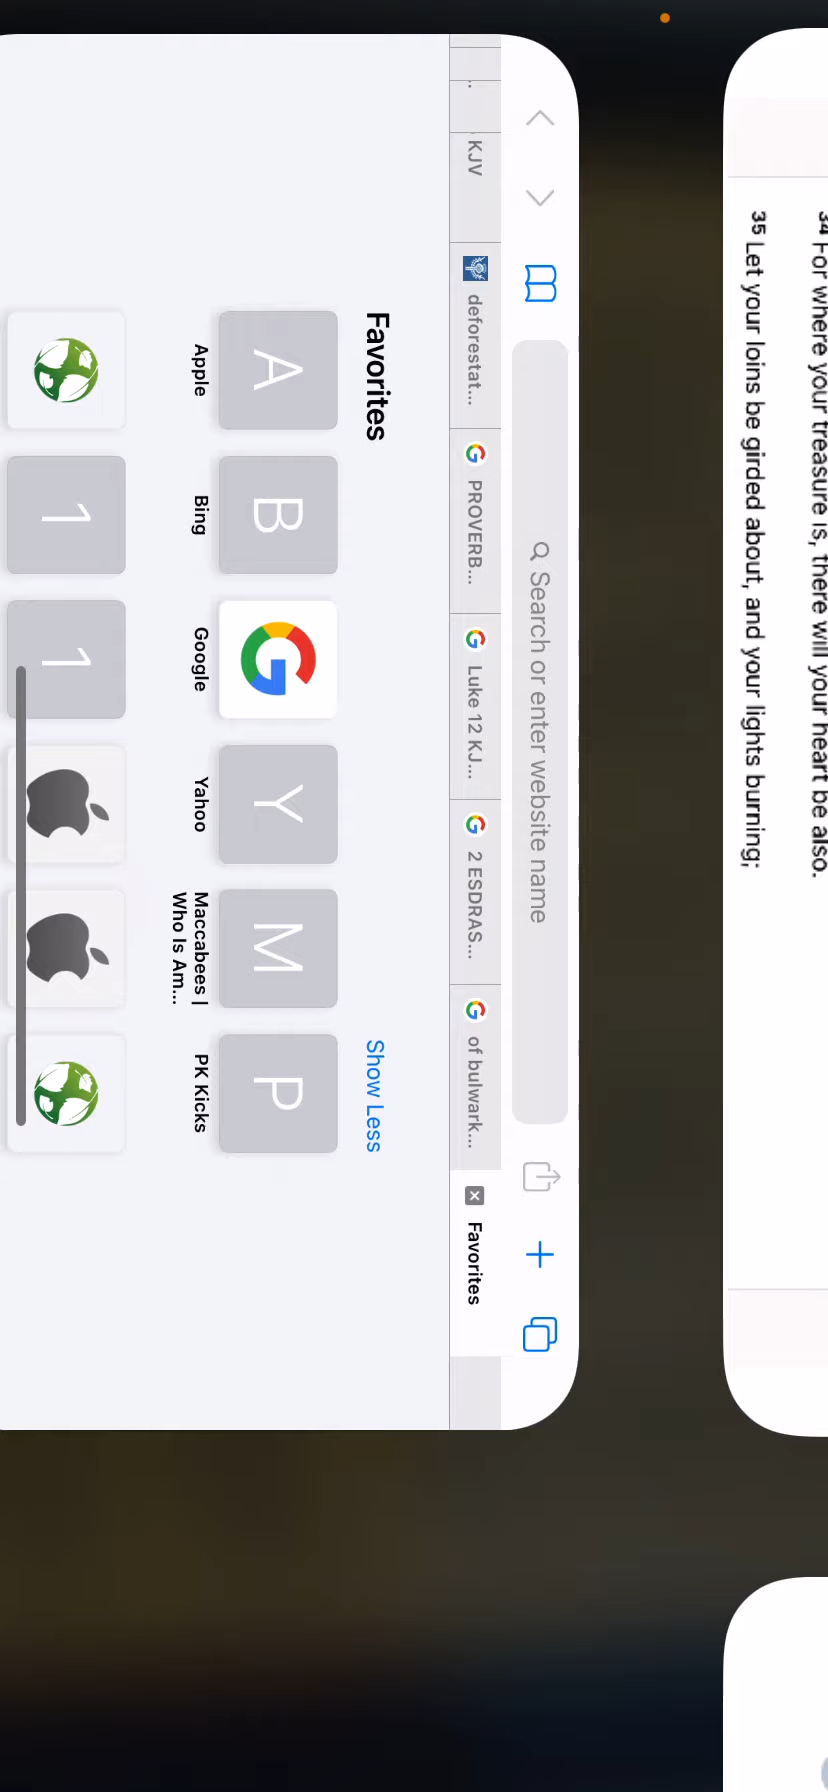 Search or enter website name
KJV
deforestat...
PROVERB...
Luke 12 KJ...
2 ESDRAS...
of bulwark...
Favorites
Favorites
Show Less
A
B
G
Y
M
P
Apple
Bing
Google
Yahoo
Maccabees |
Who Is Am...
PK Kicks
1
1
34 For where your treasure is, there will your heart be also.
35 Let your loins be girded about, and your lights burning;